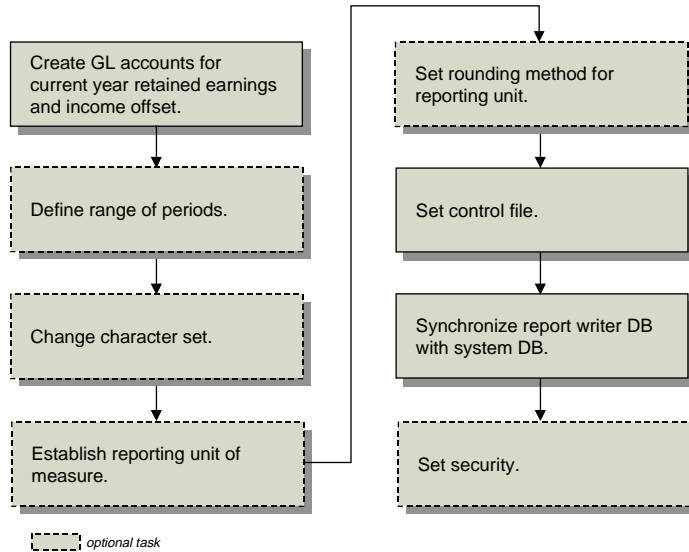 Create GL accounts for
current year retained earnings
and income offset.
Define range of periods.
Change character set.
Establish reporting unit of
measure.
Set rounding method for
reporting unit.
Set control file.
Synchronize report writer DB
with system DB.
Set security.
optional task